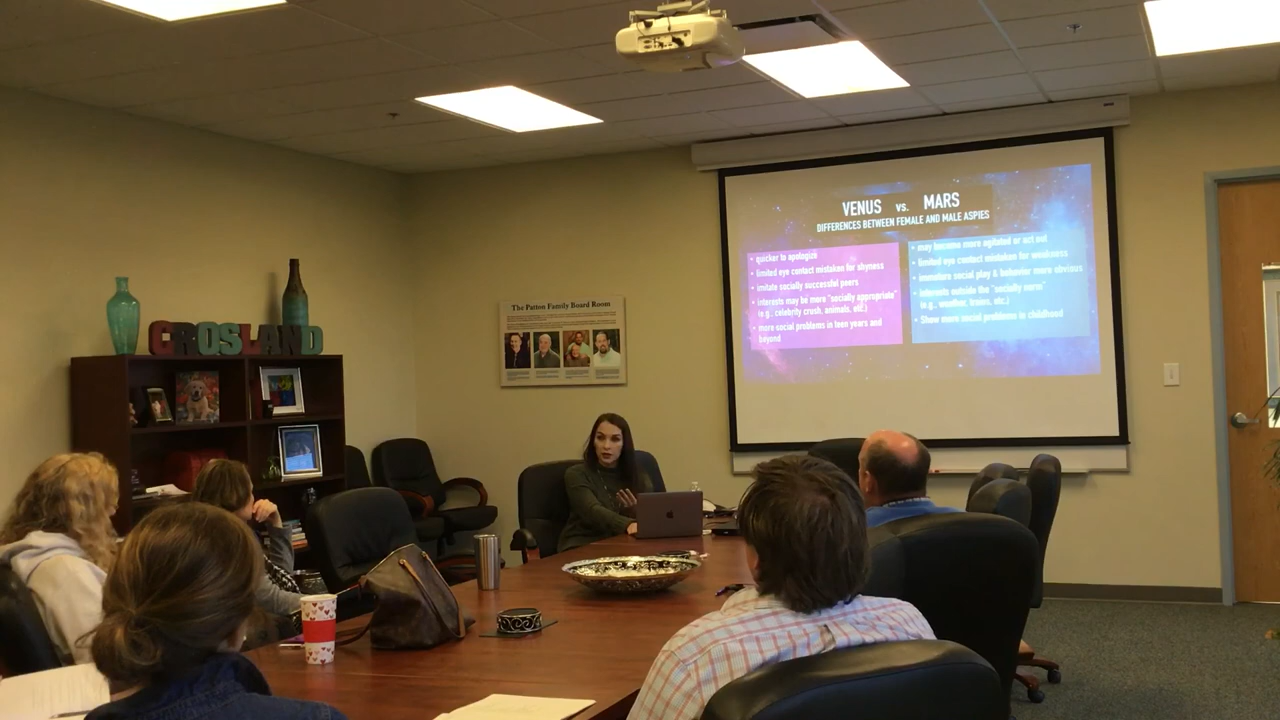 VENUS vs. MARS
DIFFERENCES BETWEEN FEMALE AND MALE ASPIES
• quicker to apologize
• limited eye contact mistaken for shyness
• imitate socially successful peers
• interests may be more "socially appropriate"
(e.g., celebrity crush, animals, etc.)
• more social problems in teen years and
beyond
• may become more agitated or act out
• limited eye contact mistaken for weakness
• immature social play & behavior more obvious
• interests outside the "socially norm"
(e.g., weather, trains, etc.)
• Show more social problems in childhood
The Patton Family Board Room
CROSLAND